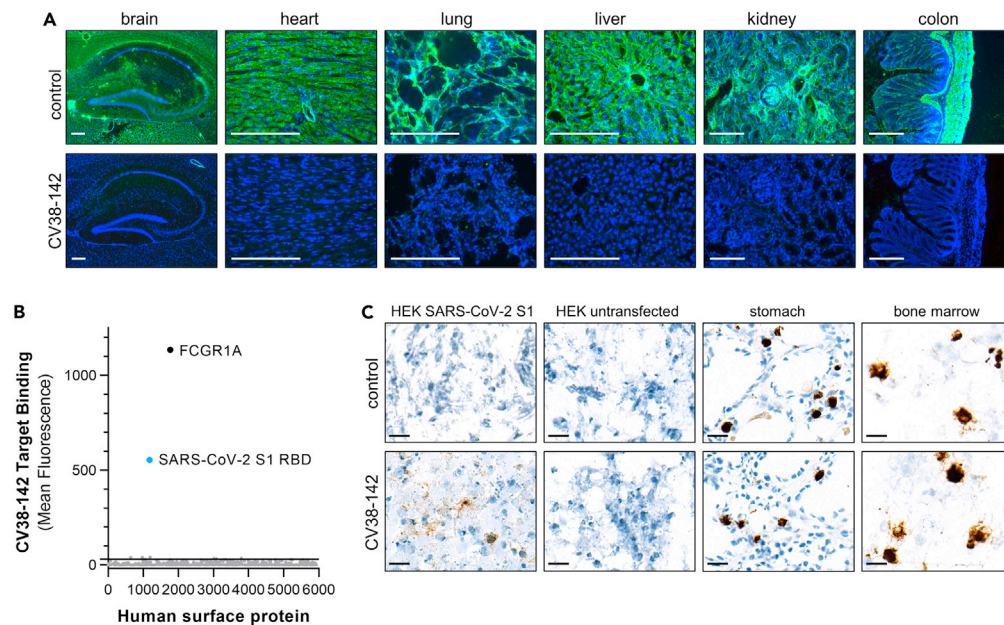 A
brain heart lung liver kidney colon
control
CV38-142
B
CV38-142 Target Binding
(Mean Fluorescence)
1000
500
0
FCGR1A
SARS-CoV-2 S1 RBD
0 1000 2000 3000 4000 5000 6000
Human surface protein
C
HEK SARS-CoV-2 S1 HEK untransfected stomach bone marrow
control
CV38-142